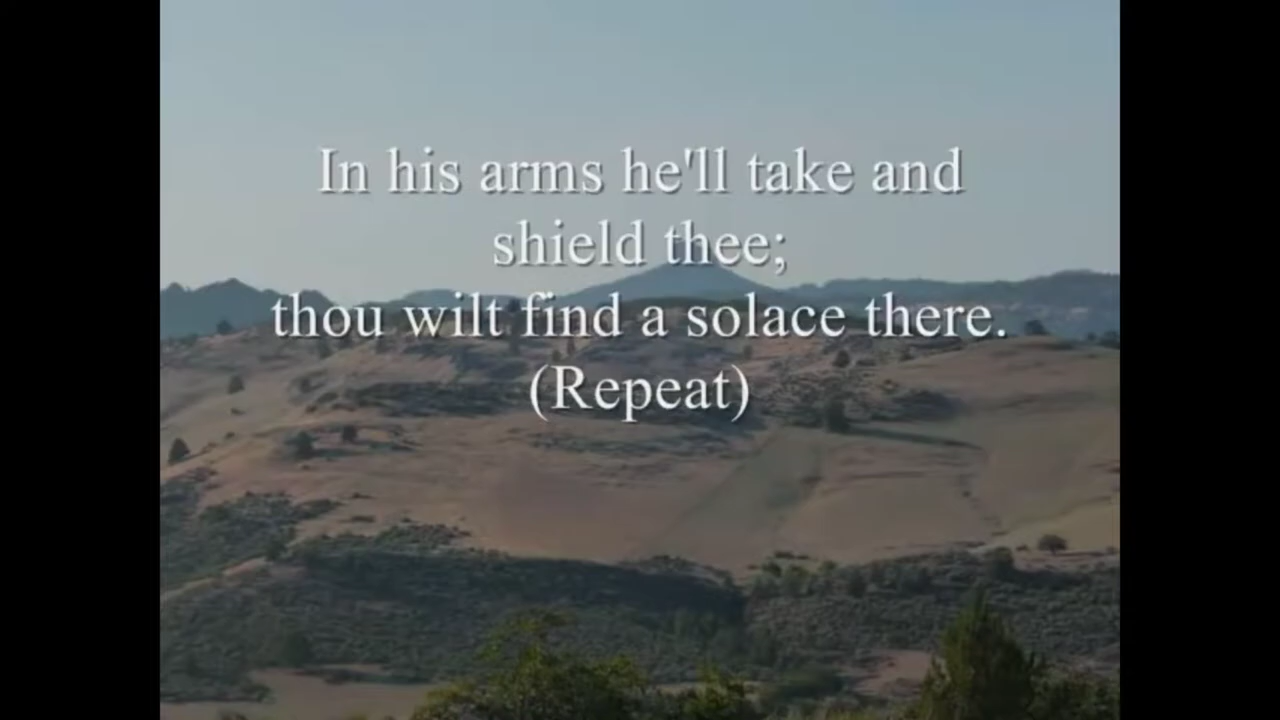 In his arms he'll take and
shield thee;
thou wilt find a solace there.
(Repeat)